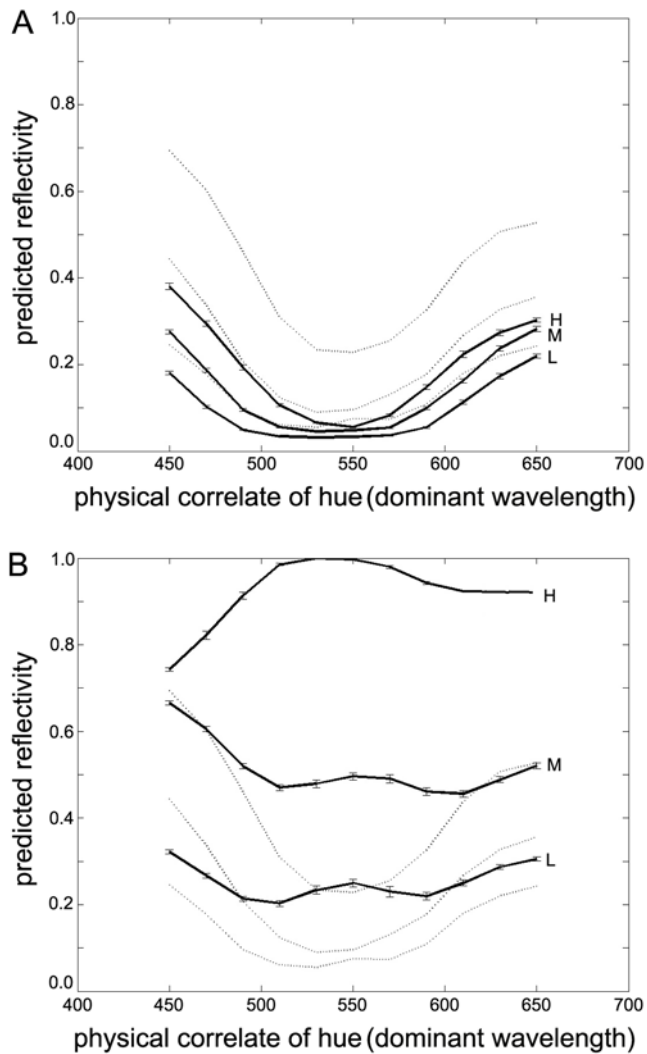 A
predicted reflectivity
1.0
0.8
0.6
0.4
0.2
0.0
H
M
L
400 450 500 550 600 650 700
physical correlate of hue (dominant wavelength)
B
predicted reflectivity
1.0
0.8
0.6
0.4
0.2
0.0
H
M
L
400 450 500 550 600 650 700
physical correlate of hue (dominant wavelength)